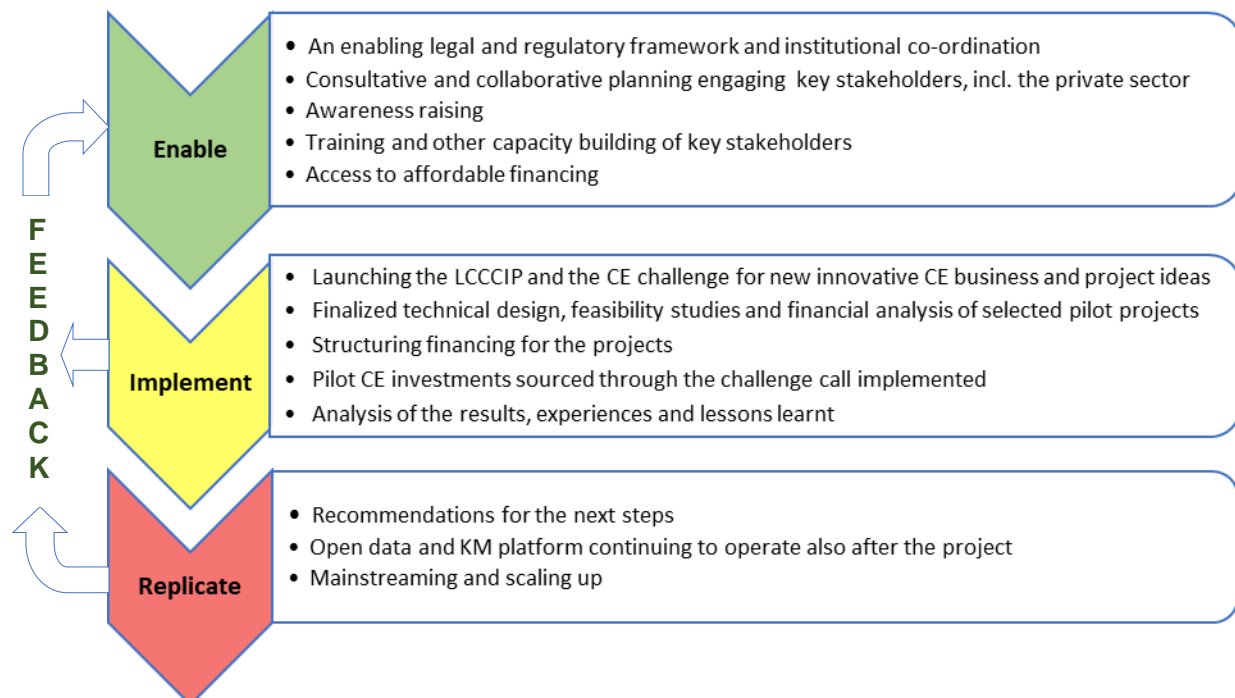 Enable
• An enabling legal and regulatory framework and institutional co-ordination
• Consultative and collaborative planning engaging key stakeholders, incl. the private sector
• Awareness raising
• Training and other capacity building of key stakeholders
• Access to affordable financing
FEEDBACK
Implement
• Launching the LCCCIP and the CE challenge for new innovative CE business and project ideas
• Finalized technical design, feasibility studies and financial analysis of selected pilot projects
• Structuring financing for the projects
• Pilot CE investments sourced through the challenge call implemented
• Analysis of the results, experiences and lessons learnt
Replicate
• Recommendations for the next steps
• Open data and KM platform continuing to operate also after the project
• Mainstreaming and scaling up